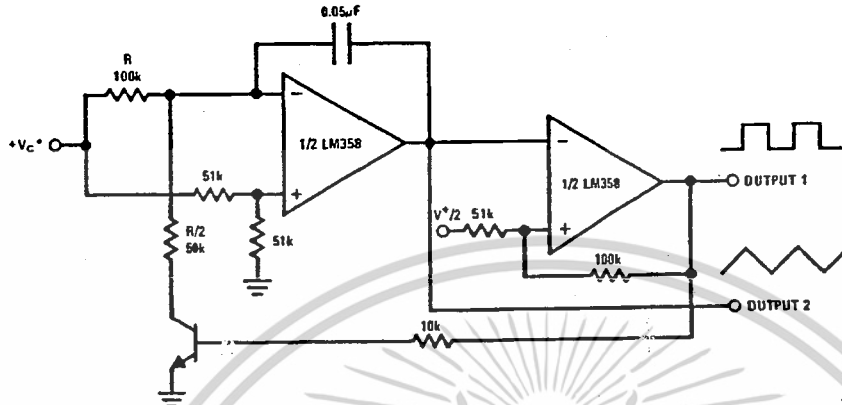 0.05µF
R
100k
+VC*
1/2 LM358
51k
51k
R/2
50k
V+/2
51k
1/2 LM358
100k
OUTPUT 1
OUTPUT 2
10k